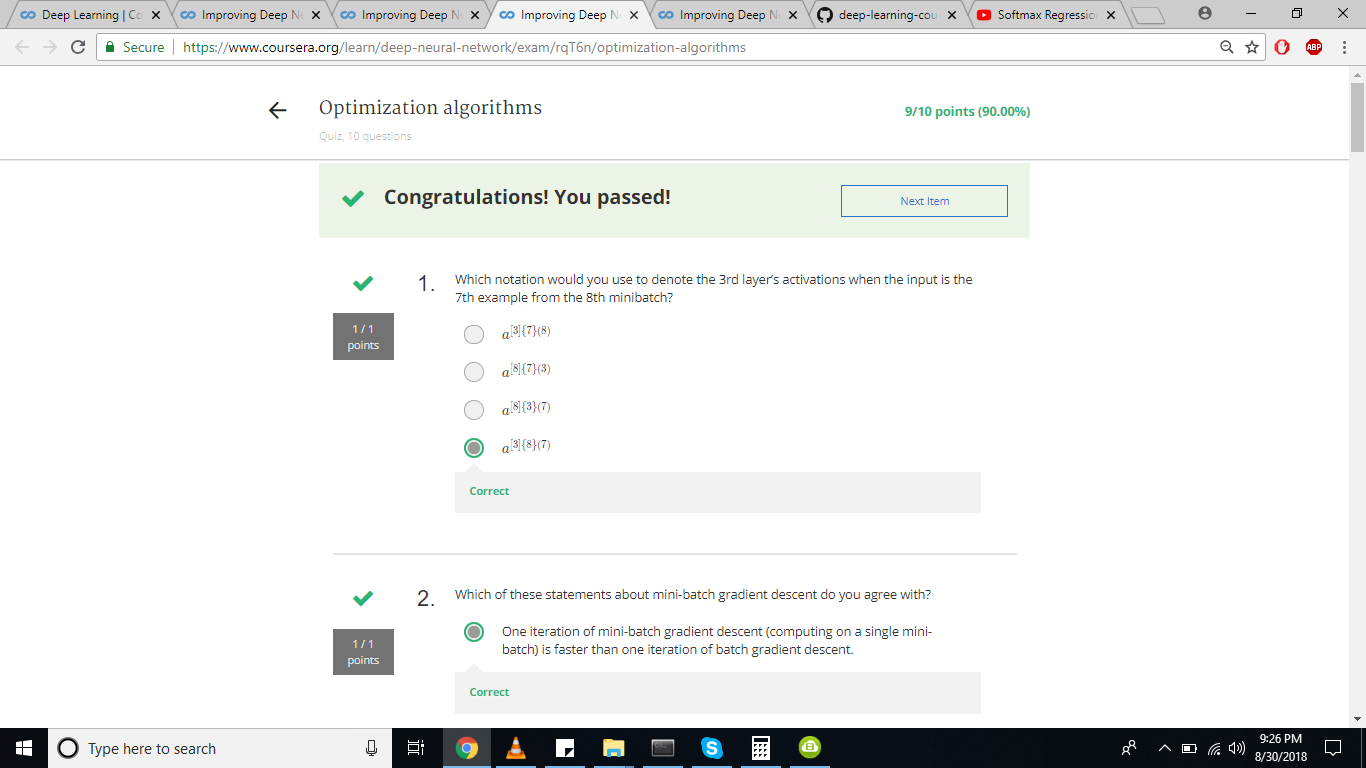 Deep Learning | Co
Improving Deep Ne
Improving Deep N
Improving Deep Ne
Improving Deep N
deep-learning-cou
Softmax Regression
Secure
https://www.coursera.org/learn/deep-neural-network/exam/rqT6n/optimization-algorithms
ABP
Optimization algorithms
9/10 points (90.00%)
Quiz, 10 questions
Congratulations! You passed!
Next Item
1.
Which notation would you use to denote the 3rd layer's activations when the input is the
7th example from the 8th minibatch?
1 / 1
points
a^[3]{7}(8)
a^[8]{7}(3)
a^[8]{3}(7)
a^[3]{8}(7)
Correct
2.
Which of these statements about mini-batch gradient descent do you agree with?
1 / 1
points
One iteration of mini-batch gradient descent (computing on a single mini-
batch) is faster than one iteration of batch gradient descent.
Correct
Type here to search
9:26 PM
8/30/2018